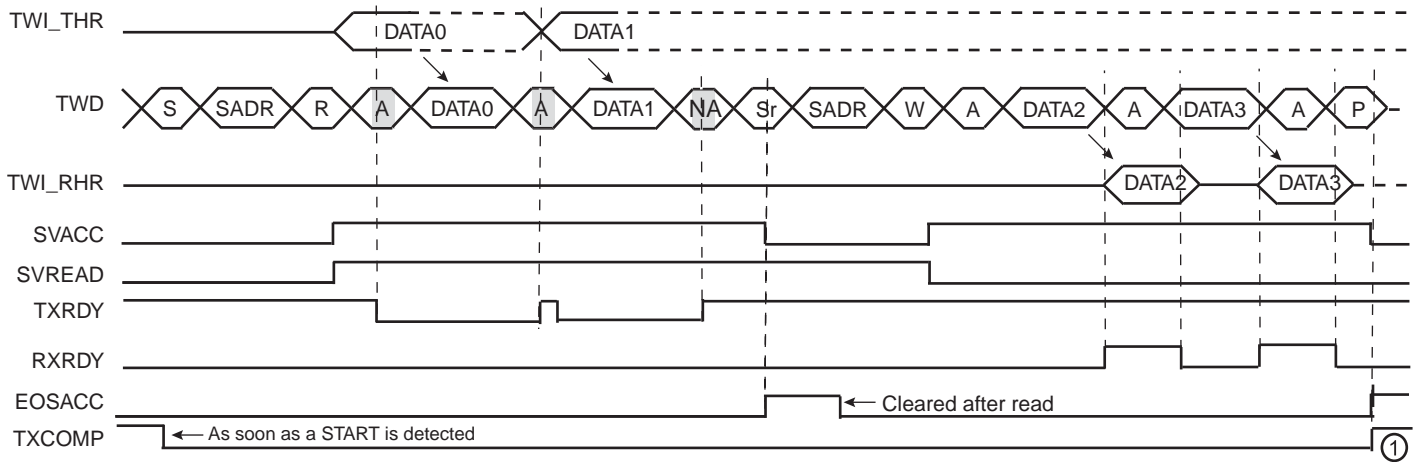 TWI_THR DATA0 DATA1
TWD S SADR R A DATA0 A DATA1 NA Sr SADR W A DATA2 A DATA3 A P
TWI_RHR DATA2 DATA3
SVACC
SVREAD
TXRDY
RXRDY
EOSACC Cleared after read
TXCOMP As soon as a START is detected 1